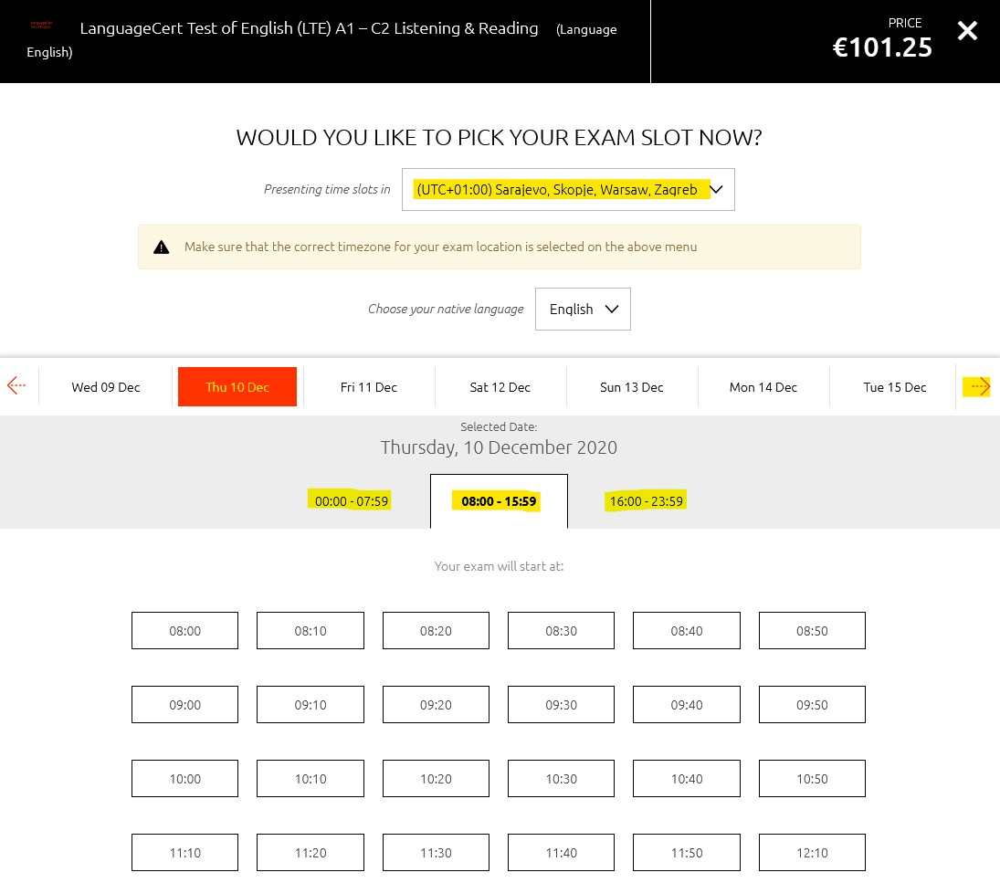 LanguageCert Test of English (LTE) A1 – C2 Listening & Reading (Language
English)
PRICE
€101.25
WOULD YOU LIKE TO PICK YOUR EXAM SLOT NOW?
Presenting time slots in (UTC+01:00) Sarajevo, Skopje, Warsaw, Zagreb
Make sure that the correct timezone for your exam location is selected on the above menu
Choose your native language English
Wed 09 Dec Thu 10 Dec Fri 11 Dec Sat 12 Dec Sun 13 Dec Mon 14 Dec Tue 15 Dec
Selected Date:
Thursday, 10 December 2020
00:00 - 07:59 08:00 - 15:59 16:00 - 23:59
Your exam will start at:
08:00 08:10 08:20 08:30 08:40 08:50
09:00 09:10 09:20 09:30 09:40 09:50
10:00 10:10 10:20 10:30 10:40 10:50
11:10 11:20 11:30 11:40 11:50 12:10